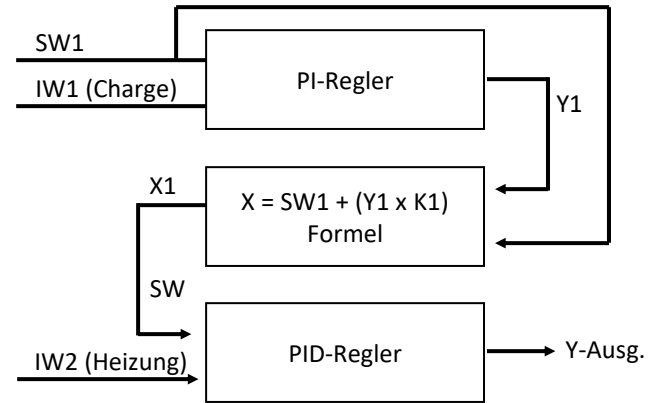 SW1
IW1 (Charge)
PI-Regler
Y1
X1
X = SW1 + (Y1 x K1)
Formel
SW
IW2 (Heizung)
PID-Regler
Y-Ausg.